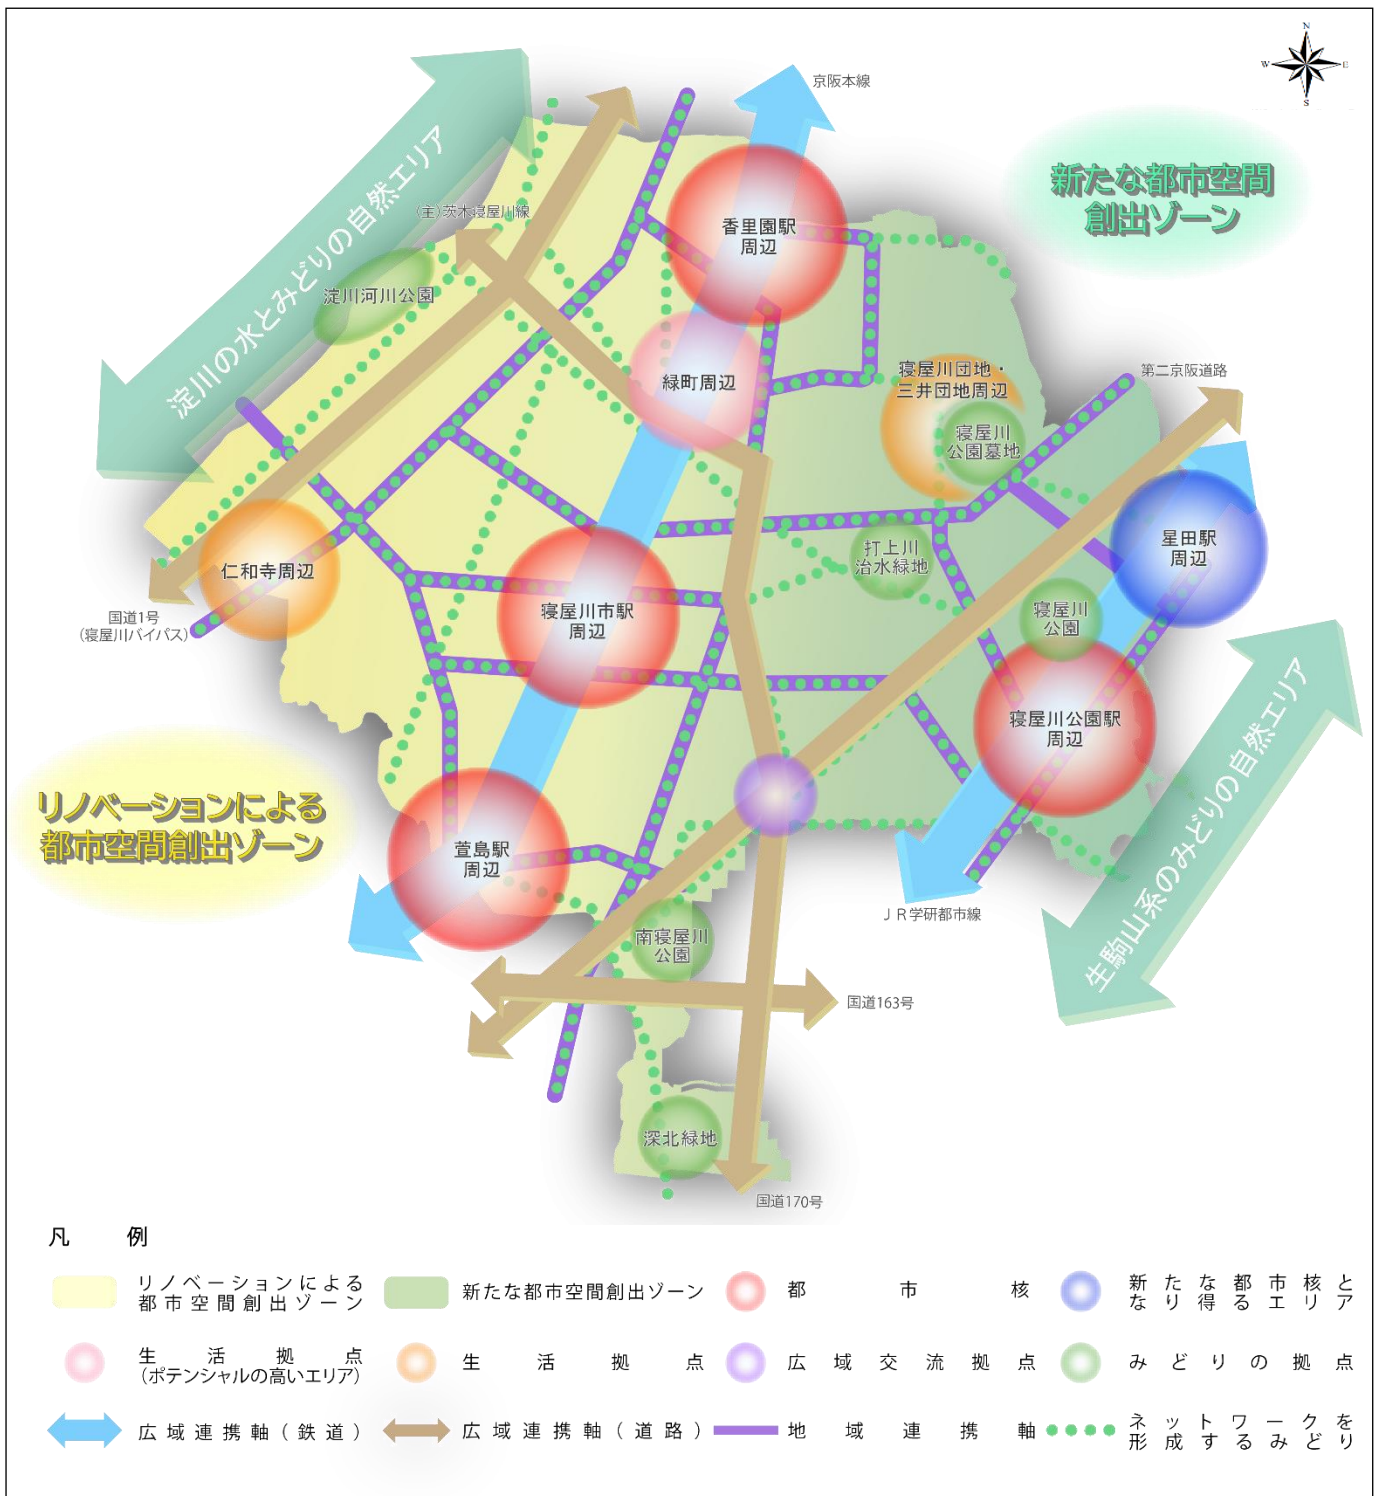 N
W E
S
京阪本線
新たな都市空間
創出ゾーン
淀川の水とみどりの自然エリア
(主)茨木寝屋川線
香里園駅
周辺
淀川河川公園
緑町周辺
寝屋川団地・
三井団地周辺
第二京阪道路
寝屋川
公園墓地
打上川
治水緑地
星田駅
周辺
仁和寺周辺
国道1号
(寝屋川バイパス)
寝屋川市駅
周辺
寝屋川
公園
寝屋川公園駅
周辺
生駒山系のみどりの自然エリア
リノベーションによる
都市空間創出ゾーン
萱島駅
周辺
JR学研都市線
南寝屋川
公園
国道163号
深北緑地
国道170号
凡例
リノベーションによる
都市空間創出ゾーン
新たな都市空間創出ゾーン
都市核
新たな都市核と
なり得るエリア
生活拠点
(ポテンシャルの高いエリア)
生活拠点
広域交流拠点
みどりの拠点
広域連携軸(鉄道)
広域連携軸(道路)
地域連携軸
ネットワークを
形成するみどり